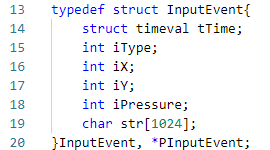 13 typedef struct InputEvent{
14     struct timeval tTime;
15     int iType;
16     int iX;
17     int iY;
18     int iPressure;
19     char str[1024];
20 }InputEvent, *PInputEvent;